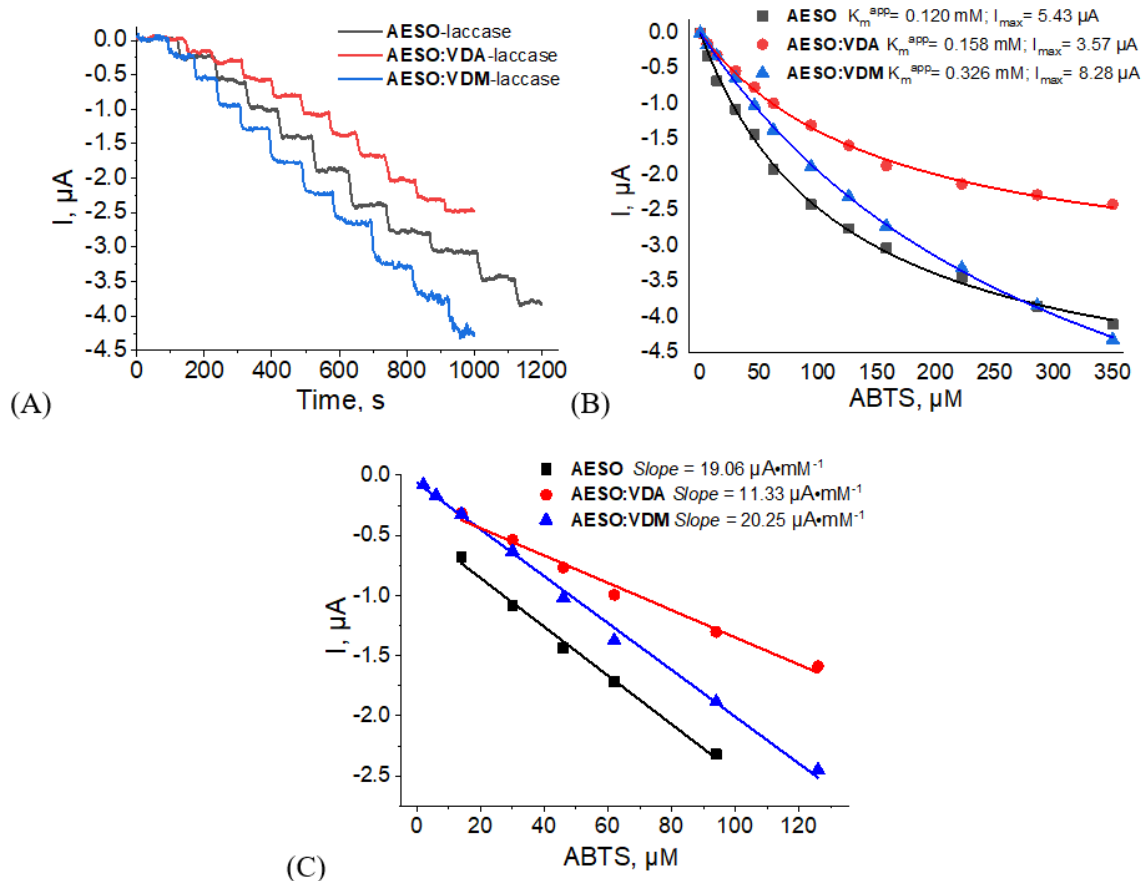 AESO-laccase
AESO:VDA-laccase
AESO:VDM-laccase
0.0
-0.5
-1.0
-1.5
-2.0
-2.5
-3.0
-3.5
-4.0
-4.5
I, µA
0 200 400 600 800 1000 1200
Time, s
(A)
AESO Kₘᵃᵖᵖ= 0.120 mM; Iₘₐₓ= 5.43 µA
AESO:VDA Kₘᵃᵖᵖ= 0.158 mM; Iₘₐₓ= 3.57 µA
AESO:VDM Kₘᵃᵖᵖ= 0.326 mM; Iₘₐₓ= 8.28 µA
0.0
-0.5
-1.0
-1.5
-2.0
-2.5
-3.0
-3.5
-4.0
-4.5
I, µA
0 50 100 150 200 250 300 350
ABTS, µM
(B)
AESO Slope = 19.06 µA•mM⁻¹
AESO:VDA Slope = 11.33 µA•mM⁻¹
AESO:VDM Slope = 20.25 µA•mM⁻¹
0.0
-0.5
-1.0
-1.5
-2.0
-2.5
I, µA
0 20 40 60 80 100 120
ABTS, µM
(C)